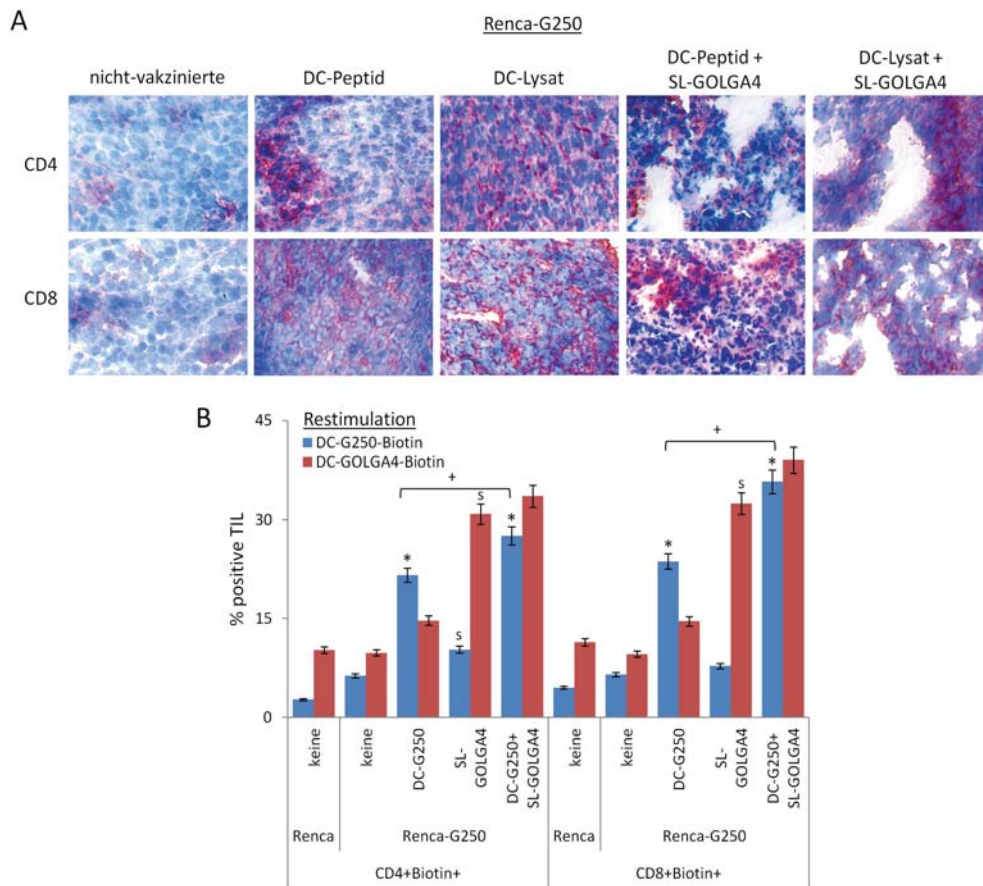 A
Renca-G250
nicht-vakzinierte
DC-Peptid
DC-Lysat
DC-Peptid +
SL-GOLGA4
DC-Lysat +
SL-GOLGA4
CD4
CD8
B
Restimulation
DC-G250-Biotin
DC-GOLGA4-Biotin
% positive TIL
45
30
15
0
+
+
*
s
s
*
*
s
*
keine
keine
DC-G250
SL-
GOLGA4
DC-G250+
SL-GOLGA4
keine
keine
DC-G250
SL-
GOLGA4
DC-G250+
SL-GOLGA4
Renca
Renca-G250
Renca
Renca-G250
CD4+Biotin+
CD8+Biotin+